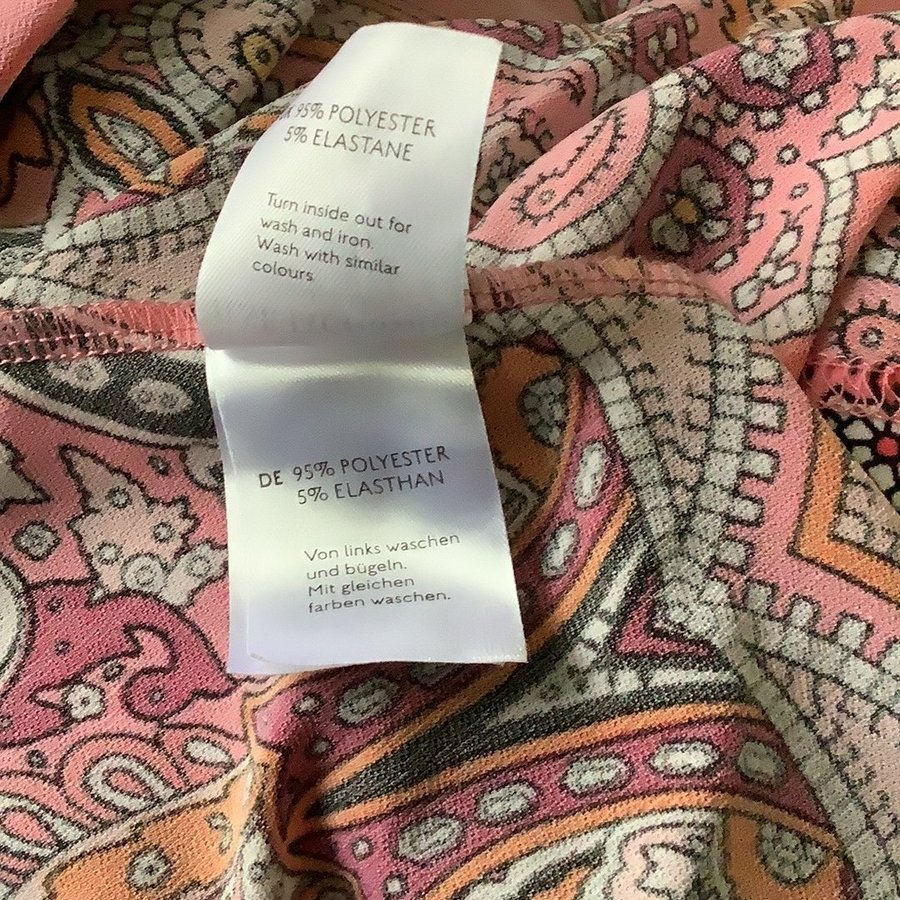 95% POLYESTER
5% ELASTANE
Turn inside out for
wash and iron.
Wash with similar
colours.
DE 95% POLYESTER
5% ELASTHAN
Von links waschen
und bügeln.
Mit gleichen
farben waschen.